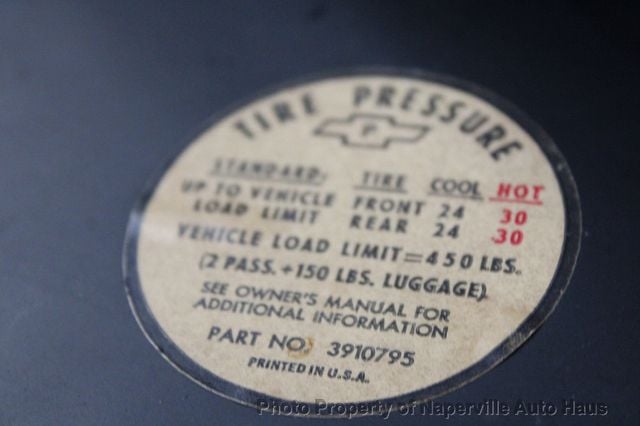 TIRE PRESSURE
P
STANDARD: TIRE COOL HOT
UP TO VEHICLE FRONT 24 30
LOAD LIMIT REAR 24 30
VEHICLE LOAD LIMIT = 450 LBS.
(2 PASS. + 150 LBS. LUGGAGE)
SEE OWNER'S MANUAL FOR
ADDITIONAL INFORMATION
PART NO. 3910795
PRINTED IN U.S.A.
Photo Property of Naperville Auto Haus